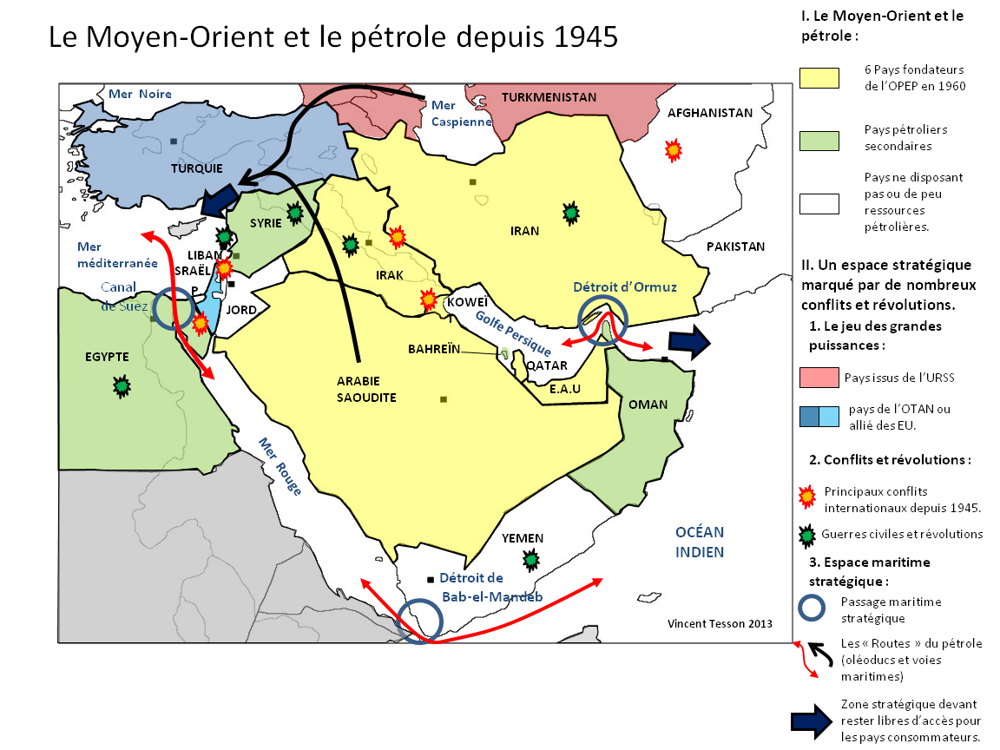 Le Moyen-Orient et le pétrole depuis 1945
Mer Noire
Mer
Caspienne
TURKMENISTAN
AFGHANISTAN
TURQUIE
SYRIE
IRAN
PAKISTAN
Mer
méditerranée
LIBAN
SRAËL
P
JORD.
Canal
de Suez
IRAK
KOWEÏ
T
Détroit d'Ormuz
Golfe Persique
BAHREÏN
QATAR
E.A.U
EGYPTE
ARABIE
SAOUDITE
OMAN
Mer Rouge
YEMEN
OCÉAN
INDIEN
Détroit de
Bab-el-Mandeb
Vincent Tesson 2013
I. Le Moyen-Orient et le
pétrole :
6 Pays fondateurs
de l'OPEP en 1960
Pays pétroliers
secondaires
Pays ne disposant
pas ou de peu
ressources
pétrolières.
II. Un espace stratégique
marqué par de nombreux
conflits et révolutions.
1. Le jeu des grandes
puissances :
Pays issus de l'URSS
pays de l'OTAN ou
allié des EU.
2. Conflits et révolutions :
Principaux conflits
internationaux depuis 1945.
Guerres civiles et révolutions
3. Espace maritime
stratégique :
Passage maritime
stratégique
Les « Routes » du pétrole
(oléoducs et voies
maritimes)
Zone stratégique devant
rester libres d'accès pour
les pays consommateurs.